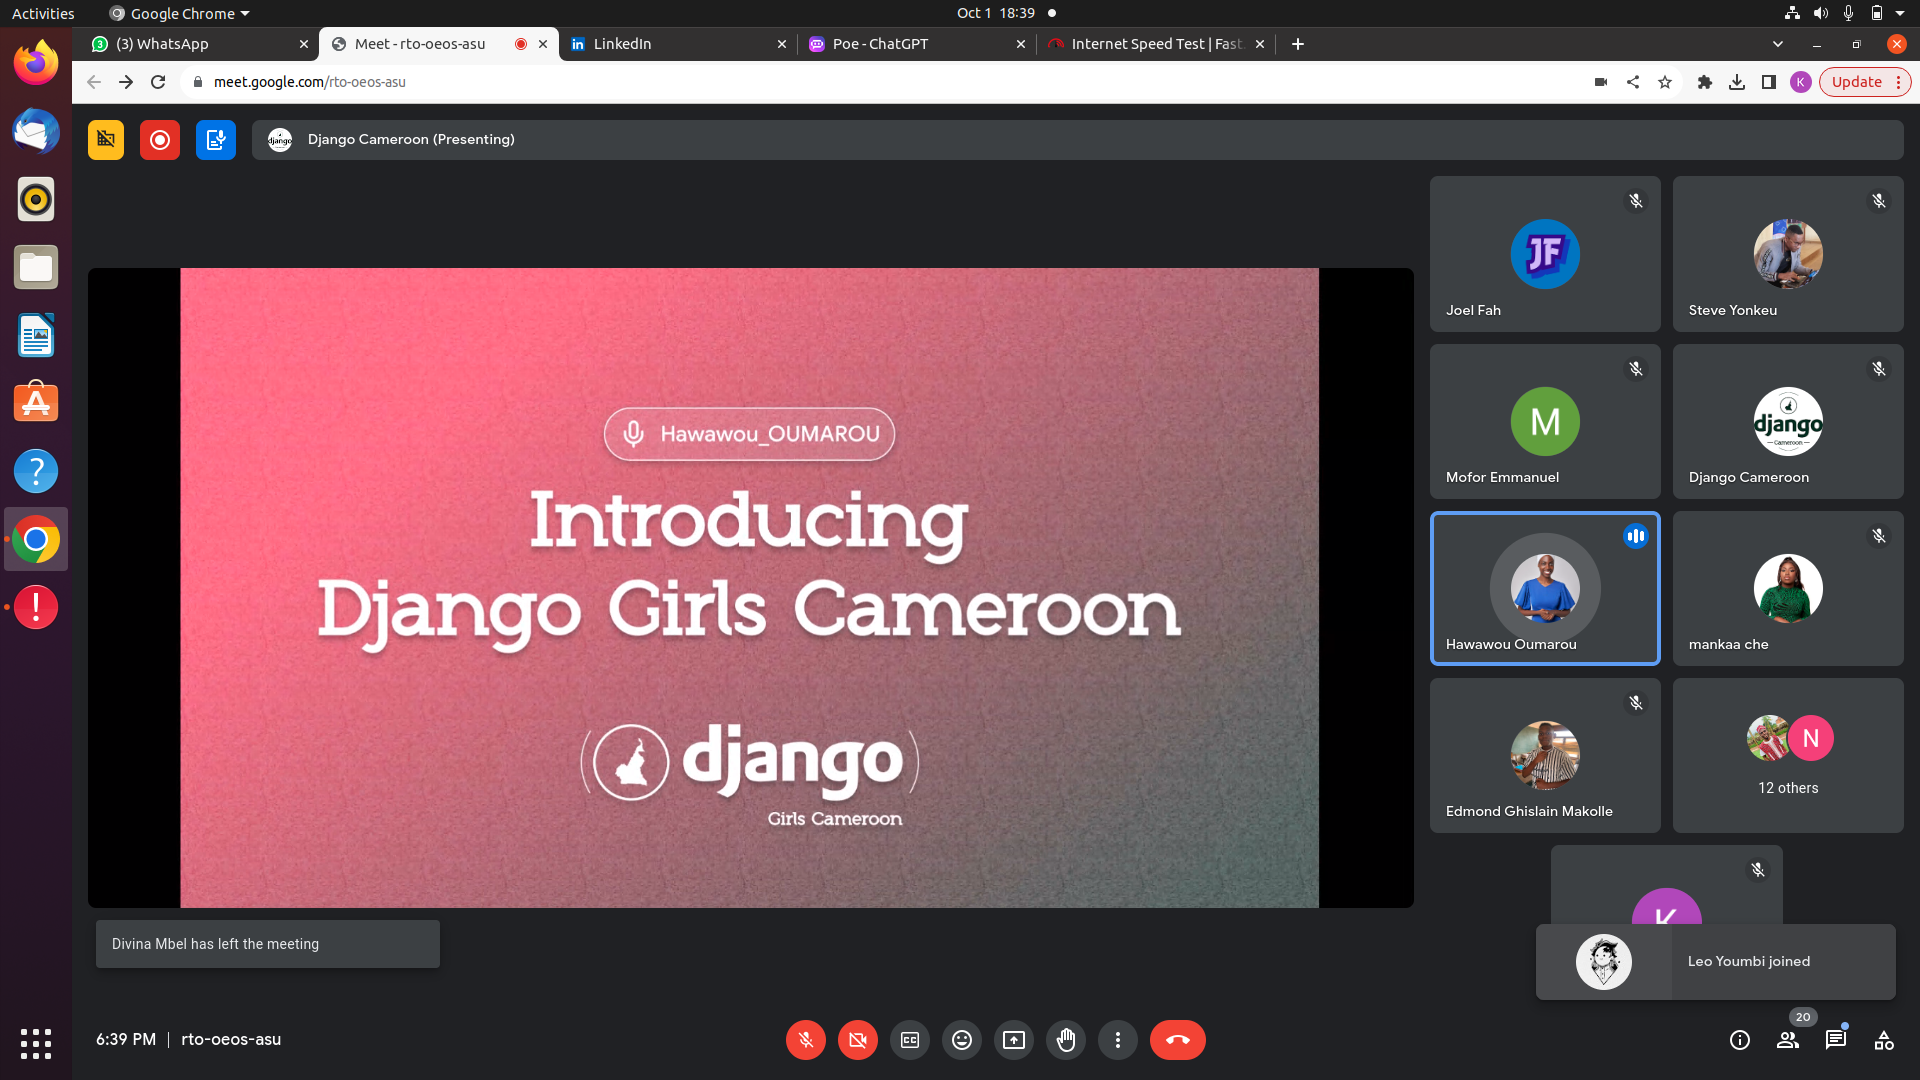 Activities
Google Chrome
Oct 1 18:39
(3) WhatsApp
Meet - rto-oeos-asu
LinkedIn
Poe - ChatGPT
Internet Speed Test | Fast.
meet.google.com/rto-oeos-asu
K
Update
django
Django Cameroon (Presenting)
Hawawou_OUMAROU
Introducing
Django Girls Cameroon
django
Girls Cameroon
JF
Joel Fah
Steve Yonkeu
M
Mofor Emmanuel
django
Cameroon
Django Cameroon
Hawawou Oumarou
mankaa che
Edmond Ghislain Makolle
N
12 others
K
Divina Mbel has left the meeting
Leo Youmbi joined
6:39 PM | rto-oeos-asu
CC
20